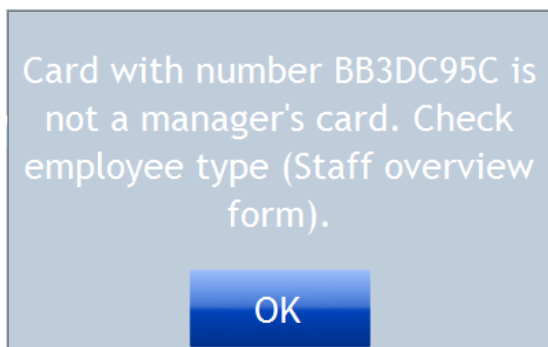 Card with number BB3DC95C is
not a manager's card. Check
employee type (Staff overview
form).
OK